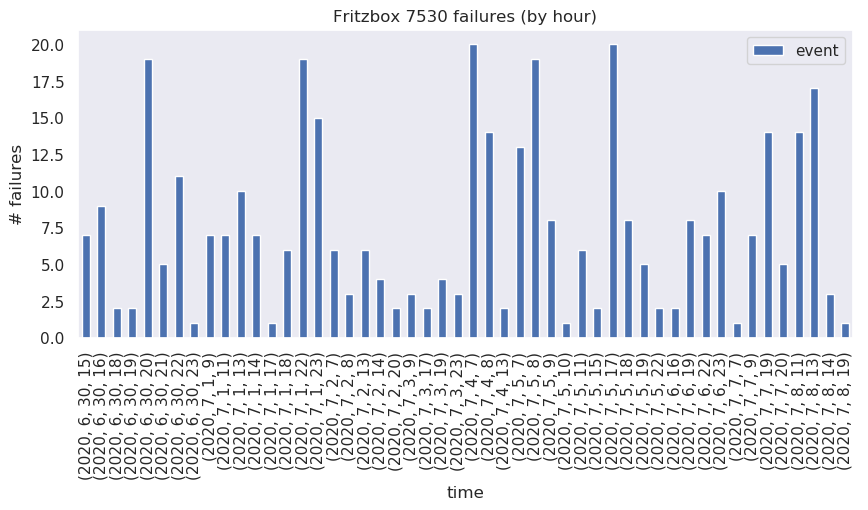 Fritzbox 7530 failures (by hour)
event
# failures
20.0
17.5
15.0
12.5
10.0
7.5
5.0
2.5
0.0
(2020, 6, 30, 15)
(2020, 6, 30, 16)
(2020, 6, 30, 18)
(2020, 6, 30, 19)
(2020, 6, 30, 20)
(2020, 6, 30, 21)
(2020, 6, 30, 22)
(2020, 6, 30, 23)
(2020, 7, 1, 9)
(2020, 7, 1, 11)
(2020, 7, 1, 13)
(2020, 7, 1, 14)
(2020, 7, 1, 17)
(2020, 7, 1, 18)
(2020, 7, 1, 22)
(2020, 7, 1, 23)
(2020, 7, 2, 7)
(2020, 7, 2, 8)
(2020, 7, 2, 13)
(2020, 7, 2, 14)
(2020, 7, 2, 20)
(2020, 7, 3, 9)
(2020, 7, 3, 17)
(2020, 7, 3, 19)
(2020, 7, 3, 23)
(2020, 7, 4, 7)
(2020, 7, 4, 8)
(2020, 7, 4, 13)
(2020, 7, 5, 7)
(2020, 7, 5, 8)
(2020, 7, 5, 9)
(2020, 7, 5, 10)
(2020, 7, 5, 11)
(2020, 7, 5, 15)
(2020, 7, 5, 17)
(2020, 7, 5, 18)
(2020, 7, 5, 19)
(2020, 7, 5, 22)
(2020, 7, 6, 16)
(2020, 7, 6, 19)
(2020, 7, 6, 22)
(2020, 7, 6, 23)
(2020, 7, 7, 7)
(2020, 7, 7, 9)
(2020, 7, 7, 19)
(2020, 7, 7, 20)
(2020, 7, 8, 11)
(2020, 7, 8, 13)
(2020, 7, 8, 14)
(2020, 7, 8, 19)
time